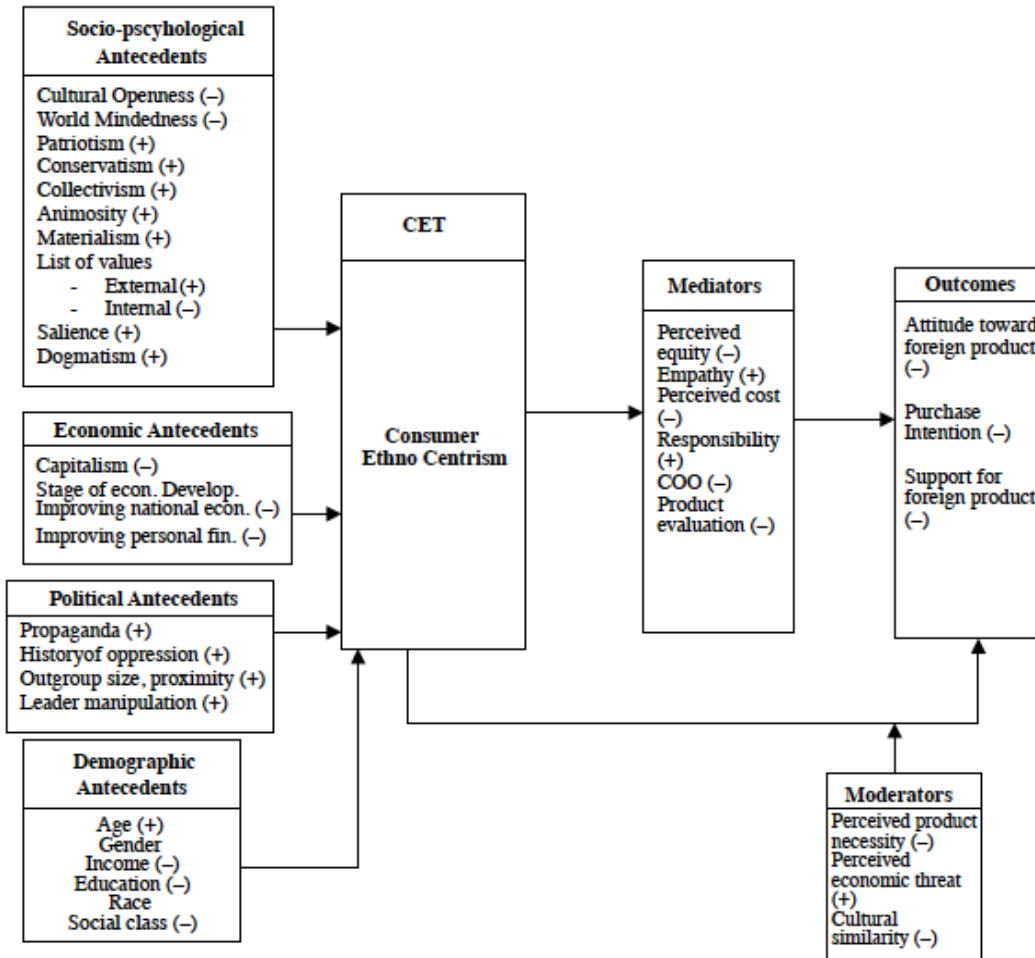 Socio-pscyhological
Antecedents
Cultural Openness (–)
World Mindedness (–)
Patriotism (+)
Conservatism (+)
Collectivism (+)
Animosity (+)
Materialism (+)
List of values
- External (+)
- Internal (–)
Salience (+)
Dogmatism (+)
Economic Antecedents
Capitalism (–)
Stage of econ. Develop.
Improving national econ. (–)
Improving personal fin. (–)
Political Antecedents
Propaganda (+)
Historyof oppression (+)
Outgroup size, proximity (+)
Leader manipulation (+)
Demographic
Antecedents
Age (+)
Gender
Income (–)
Education (–)
Race
Social class (–)
CET
Consumer
Ethno Centrism
Mediators
Perceived
equity (–)
Empathy (+)
Perceived cost
(–)
Responsibility
(+)
COO (–)
Product
evaluation (–)
Outcomes
Attitude toward
foreign product
(–)
Purchase
Intention (–)
Support for
foreign product
(–)
Moderators
Perceived product
necessity (–)
Perceived
economic threat
(+)
Cultural
similarity (–)